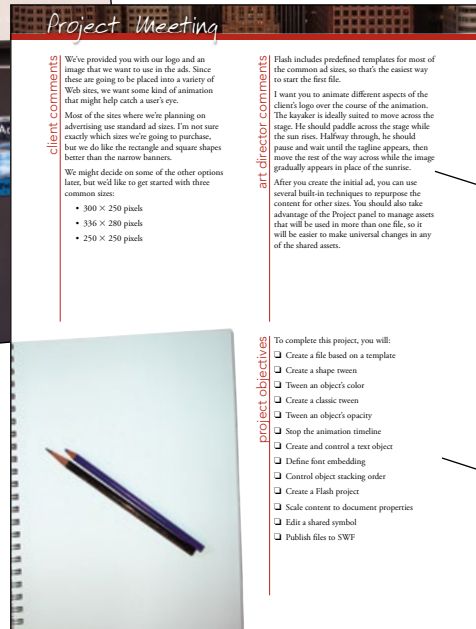 Project Meeting
client comments
We've provided you with our logo and an
image that we want to use in the ads. Since
these are going to be placed into a variety of
Web sites, we want some kind of animation
that might help catch a user's eye.
Most of the sites where we're planning on
advertising use standard ad sizes. I'm not sure
exactly which sizes we're going to purchase,
but we do like the rectangle and square shapes
better than the narrow banners.
We might decide on some of the other options
later, but we'd like to get started with three
common sizes:
• 300 × 250 pixels
• 336 × 280 pixels
• 250 × 250 pixels
art director comments
Flash includes predefined templates for most of
the common ad sizes, so that's the easiest way
to start the first file.
I want you to animate different aspects of the
client's logo over the course of the animation.
The kayaker is ideally suited to move across the
stage. He should paddle across the stage while
the sun rises. Halfway through, he should
pause and wait until the tagline appears, then
move the rest of the way across while the image
gradually appears in place of the sunrise.
After you create the initial ad, you can use
several built-in techniques to repurpose the
content for other sizes. You should also take
advantage of the Project panel to manage assets
that will be used in more than one file, so it
will be easier to make universal changes in any
of the shared assets.
project objectives
To complete this project, you will:
❑ Create a file based on a template
❑ Create a shape tween
❑ Tween an object's color
❑ Create a classic tween
❑ Tween an object's opacity
❑ Stop the animation timeline
❑ Create and control a text object
❑ Define font embedding
❑ Control object stacking order
❑ Create a Flash project
❑ Scale content to document properties
❑ Edit a shared symbol
❑ Publish files to SWF